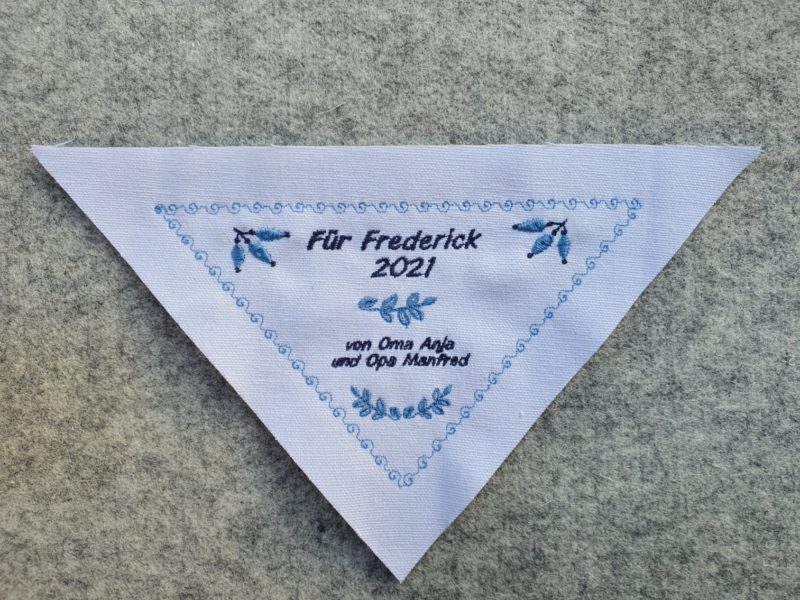 Für Frederick
2021
von Oma Anja
und Opa Manfred